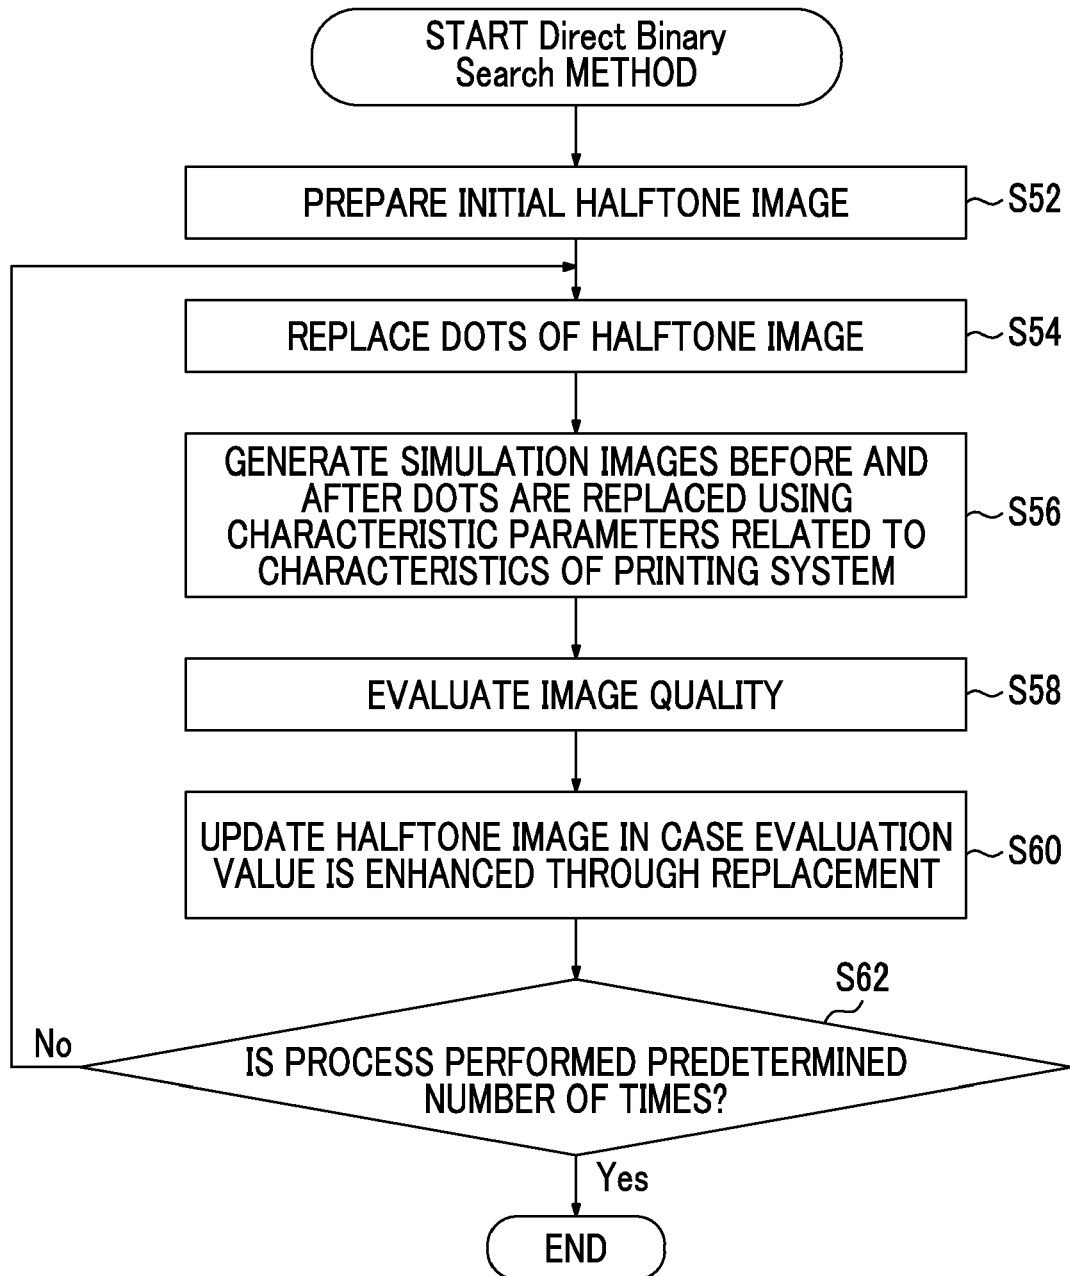 START Direct Binary
Search METHOD
PREPARE INITIAL HALFTONE IMAGE
S52
REPLACE DOTS OF HALFTONE IMAGE
S54
GENERATE SIMULATION IMAGES BEFORE AND
AFTER DOTS ARE REPLACED USING
CHARACTERISTIC PARAMETERS RELATED TO
CHARACTERISTICS OF PRINTING SYSTEM
S56
EVALUATE IMAGE QUALITY
S58
UPDATE HALFTONE IMAGE IN CASE EVALUATION
VALUE IS ENHANCED THROUGH REPLACEMENT
S60
S62
No
IS PROCESS PERFORMED PREDETERMINED
NUMBER OF TIMES?
Yes
END